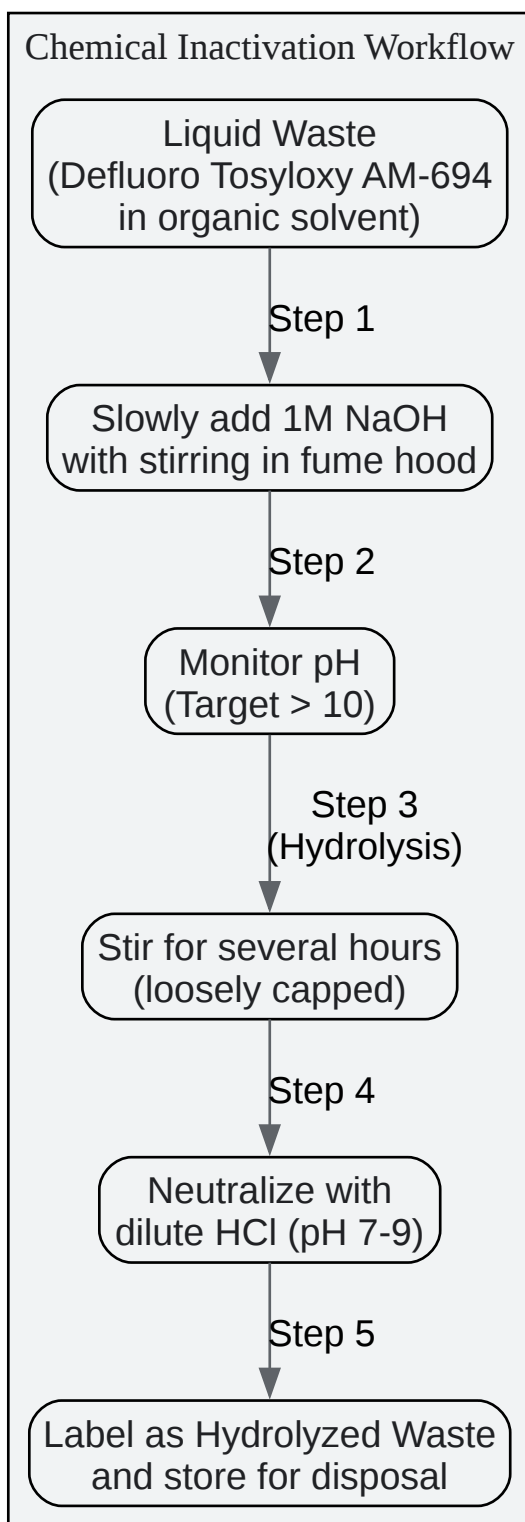 Chemical Inactivation Workflow
Liquid Waste
(Defluoro Tosyloxy AM-694
in organic solvent)
Step 1
Slowly add 1M NaOH
with stirring in fume hood
Step 2
Monitor pH
(Target > 10)
Step 3
(Hydrolysis)
Stir for several hours
(loosely capped)
Step 4
Neutralize with
dilute HCl (pH 7-9)
Step 5
Label as Hydrolyzed Waste
and store for disposal